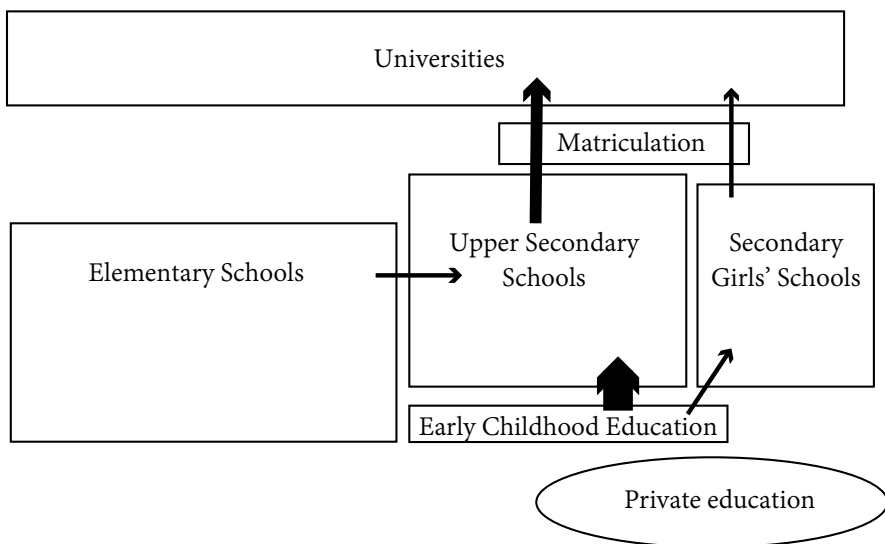 Universities
Matriculation
Elementary Schools
Upper Secondary
Schools
Secondary
Girls’ Schools
Early Childhood Education
Private education